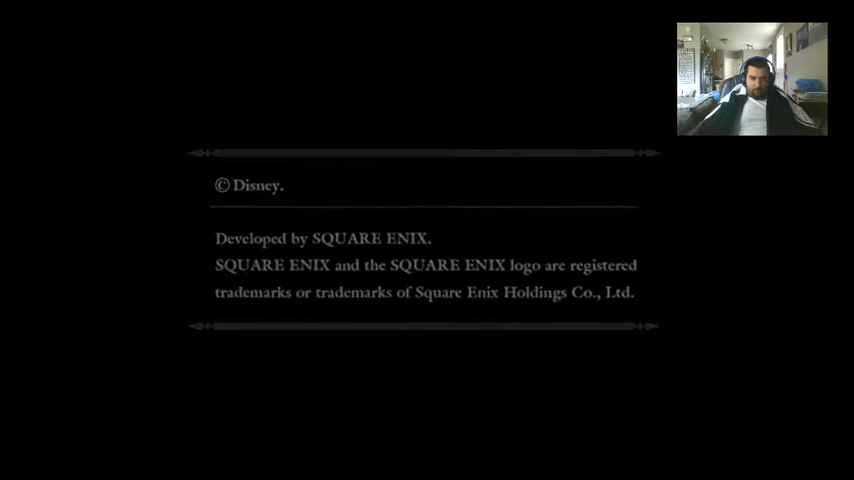 © Disney.
Developed by SQUARE ENIX.
SQUARE ENIX and the SQUARE ENIX logo are registered
trademarks or trademarks of Square Enix Holdings Co., Ltd.